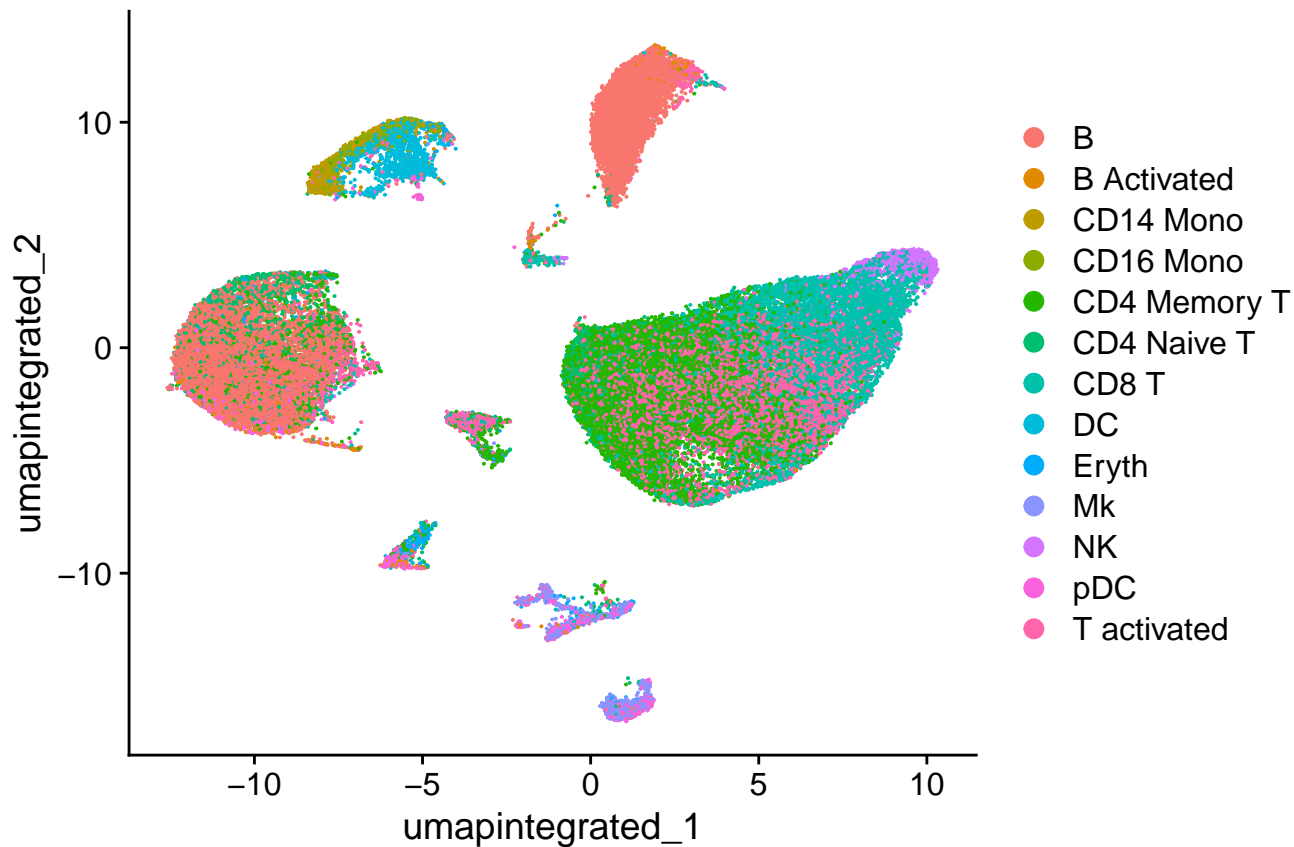 umapintegrated_2
10
0
−10
−10
−5
0
5
10
umapintegrated_1
B
B Activated
CD14 Mono
CD16 Mono
CD4 Memory T
CD4 Naive T
CD8 T
DC
Eryth
Mk
NK
pDC
T activated